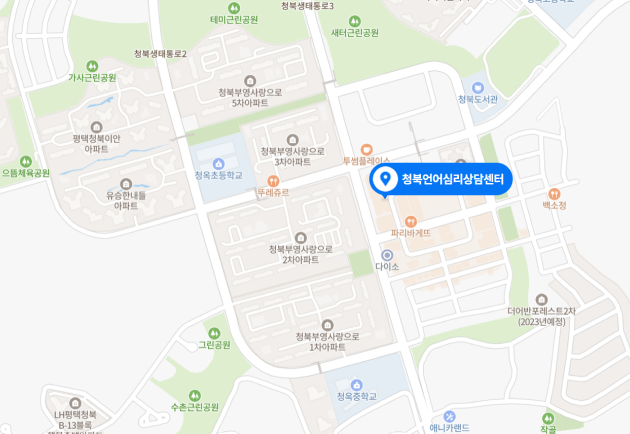 청북생태통로3
테미근린공원
새터근린공원
청북생태통로2
가사근린공원
청북부영사랑으로
5차아파트
청북도서관
평택청북이안
아파트
청북부영사랑으로
3차아파트
투썸플레이스
으뜸체육공원
청옥초등학교
청북언어심리상담센터
뚜레쥬르
유승한내들
아파트
백소정
파리바게뜨
청북부영사랑으로
2차아파트
다이소
더어반포레스트2차
(2023년예정)
청북부영사랑으로
1차아파트
그린공원
청옥중학교
수촌근린공원
LH평택청북
B-13블록
애니카랜드
작골